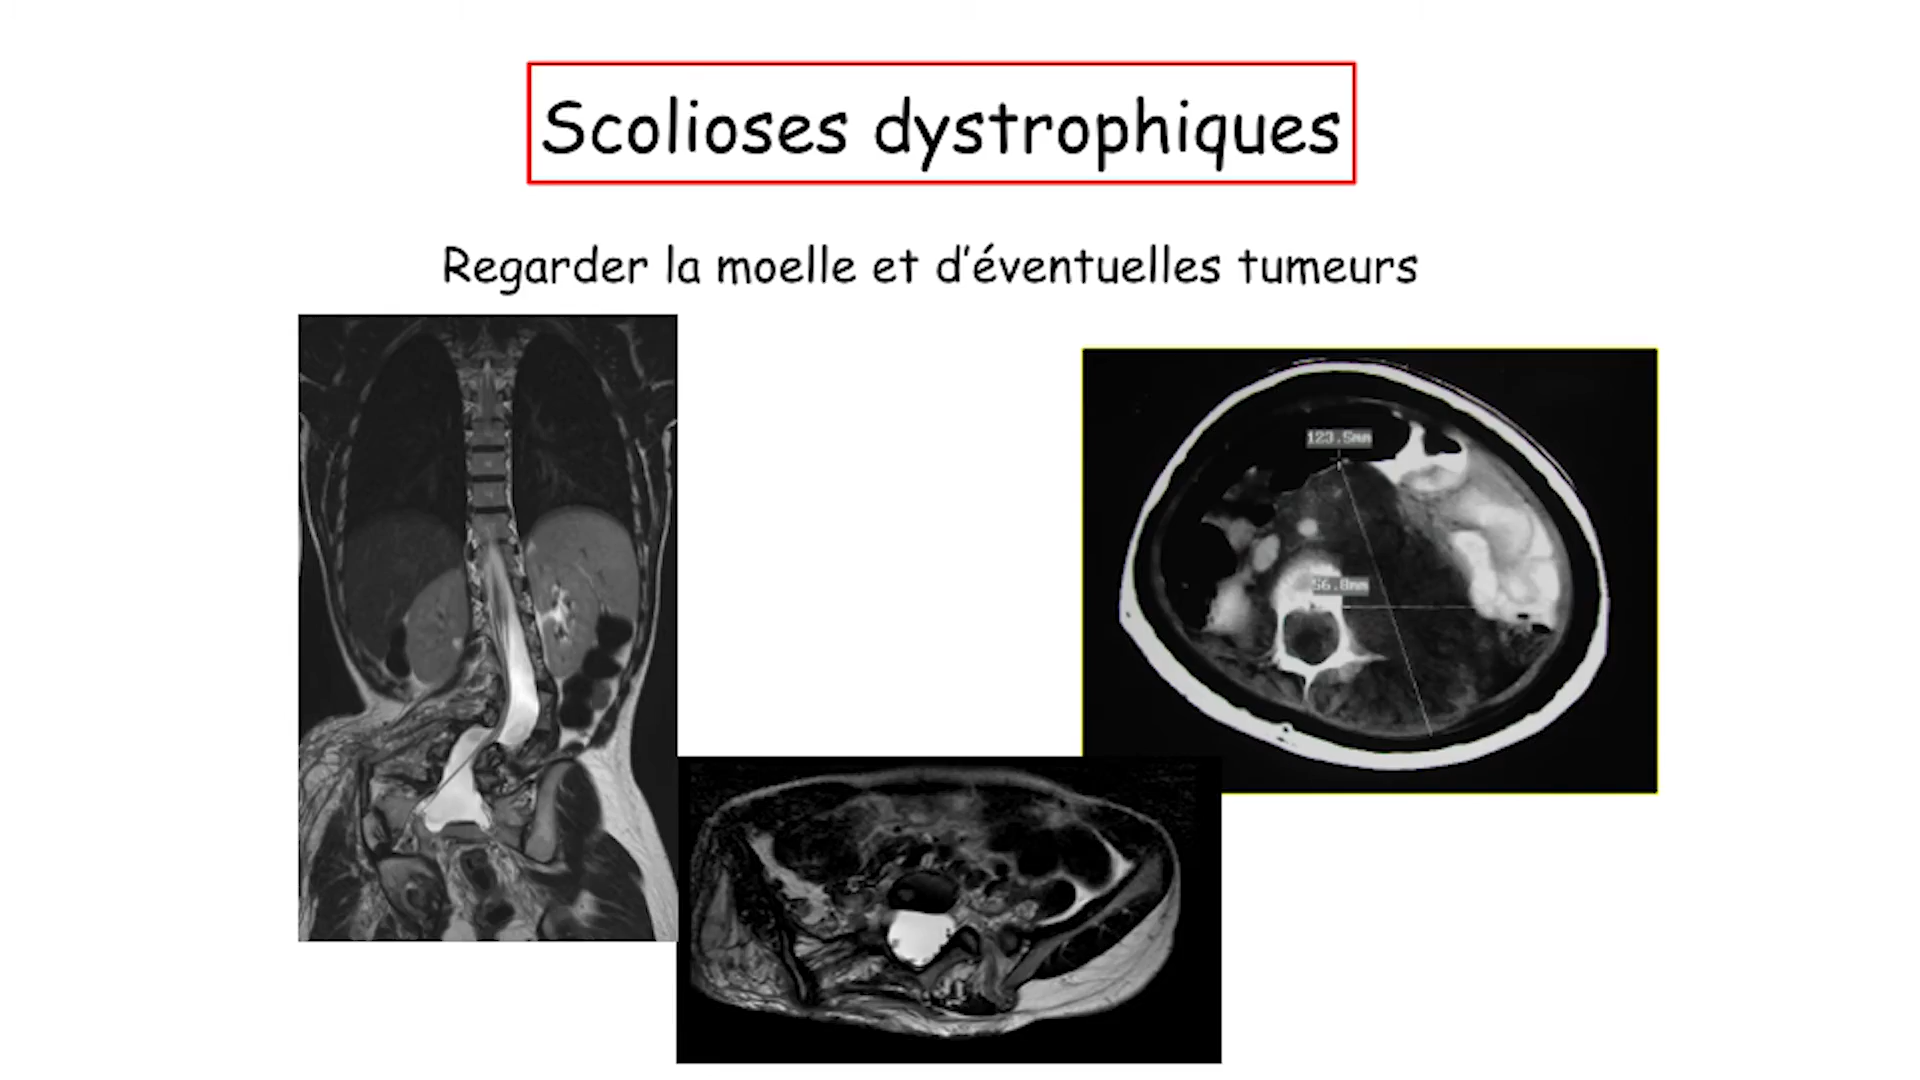 Scolioses dystrophiques
Regarder la moelle et d'éventuelles tumeurs
123.5mm
56.8mm